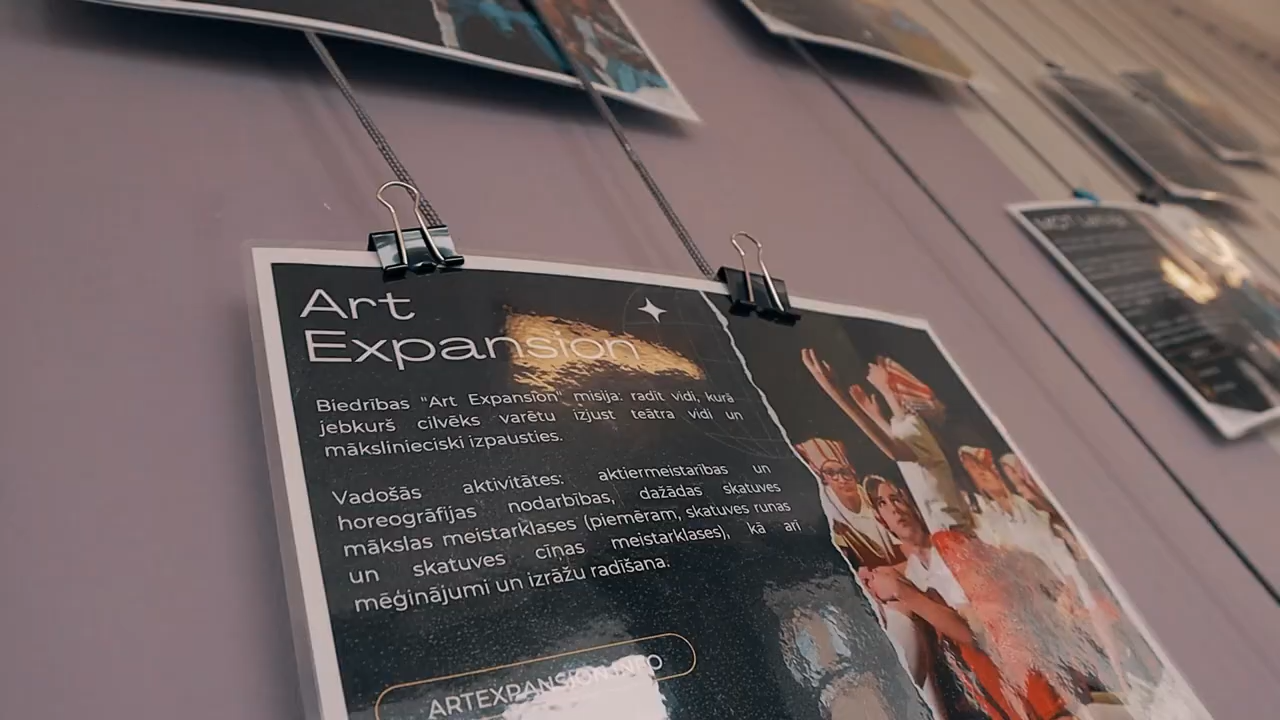 Art
Expansion
Biedrības "Art Expansion" misija: radīt vidi, kurā
jebkurš cilvēks varētu izjust teātra vidi un
mākslinieciski izpausties.
Vadošās aktivitātes: aktiermeistarības un
horeogrāfijas nodarbības, dažādas skatuves
mākslas meistarklases (piemēram, skatuves runas
un skatuves cīņas meistarklases), kā arī
mēģinājumi un izrāžu radīšana.
ARTEXPANSION.INFO